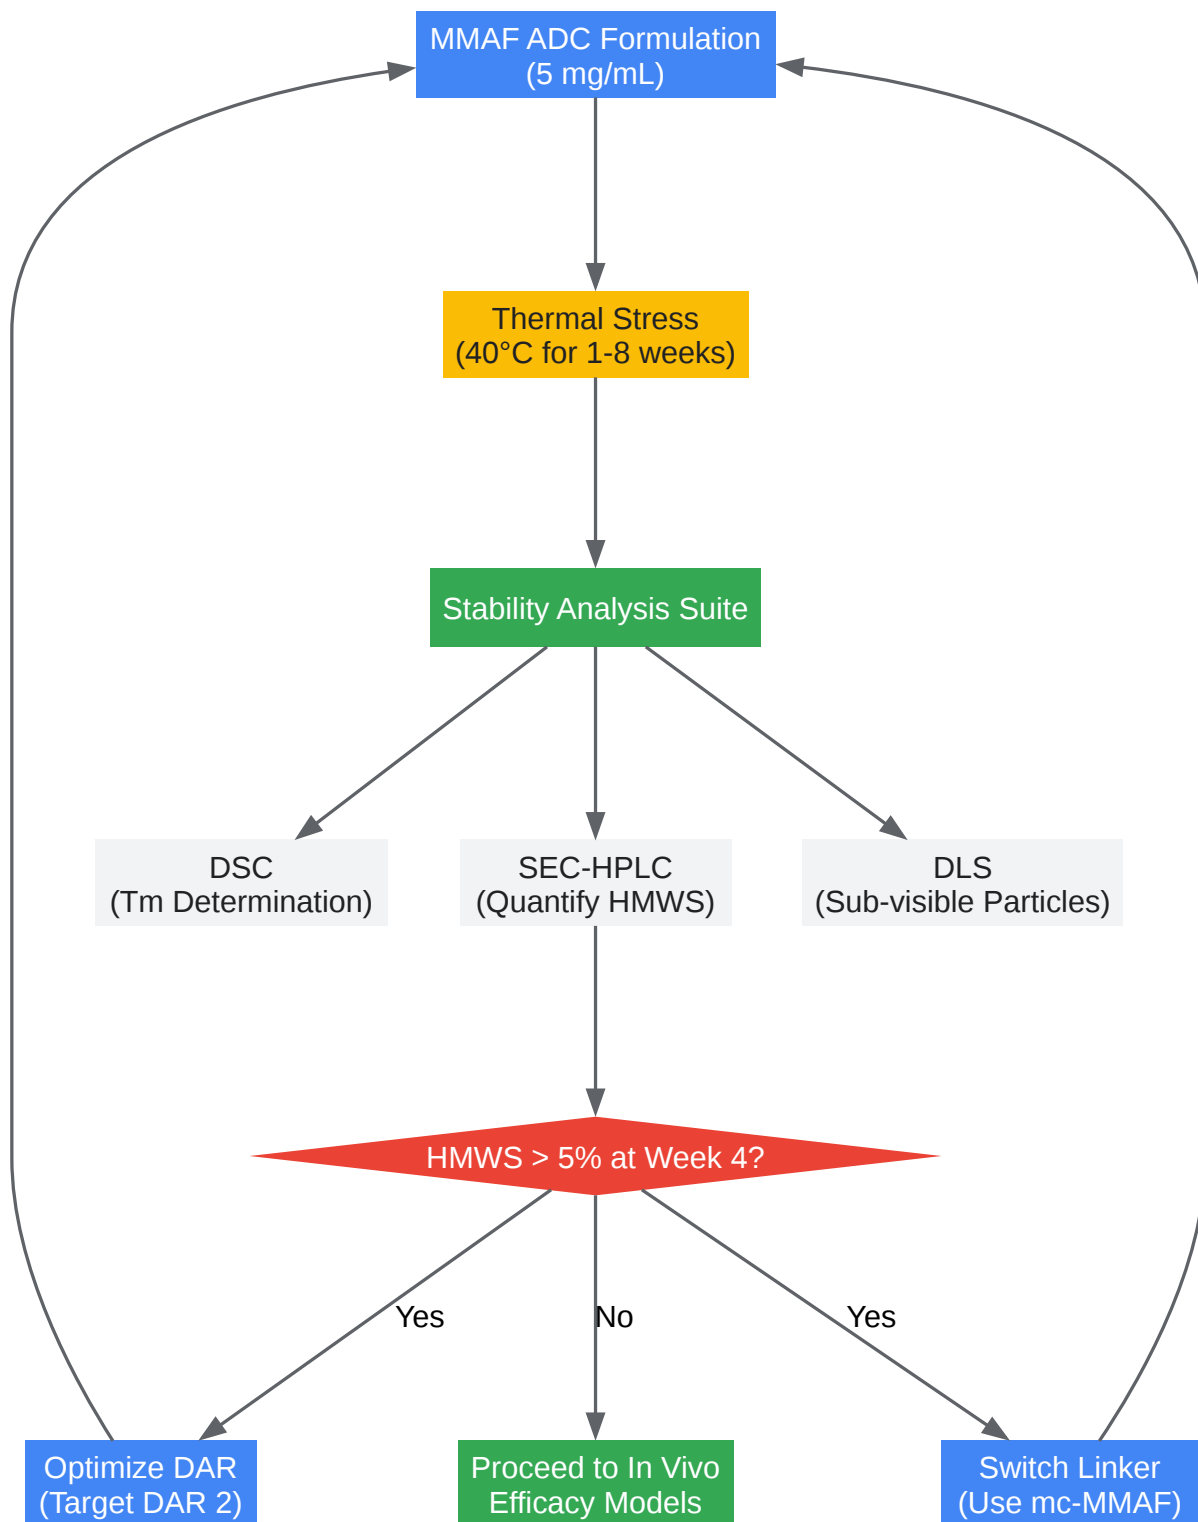 MMAF ADC Formulation
(5 mg/mL)
Thermal Stress
(40°C for 1-8 weeks)
Stability Analysis Suite
DSC
(Tm Determination)
SEC-HPLC
(Quantify HMWS)
DLS
(Sub-visible Particles)
HMWS > 5% at Week 4?
Yes
No
Yes
Optimize DAR
(Target DAR 2)
Proceed to In Vivo
Efficacy Models
Switch Linker
(Use mc-MMAF)